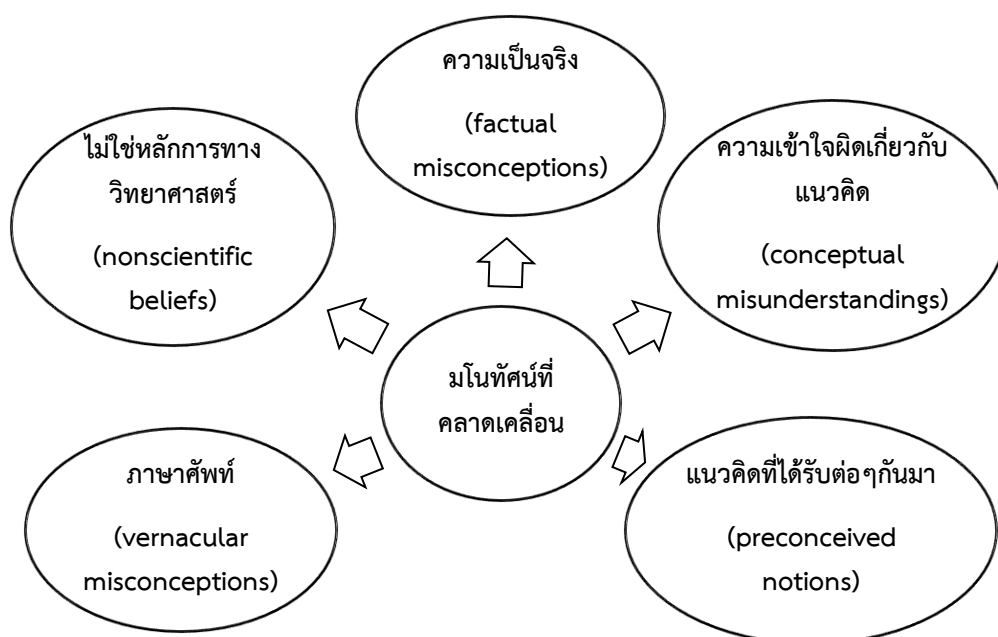 ความเป็นจริง
(factual
misconceptions)
ไม่ใช่หลักการทาง
วิทยาศาสตร์
(nonscientific
beliefs)
ความเข้าใจผิดเกี่ยวกับ
แนวคิด
(conceptual
misunderstandings)
มโนทัศน์ที่
คลาดเคลื่อน
ภาษาศัพท์
(vernacular
misconceptions)
แนวคิดที่ได้รับต่อๆกันมา
(preconceived
notions)